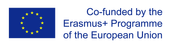 Co-funded by the
Erasmus+ Programme
of the European Union